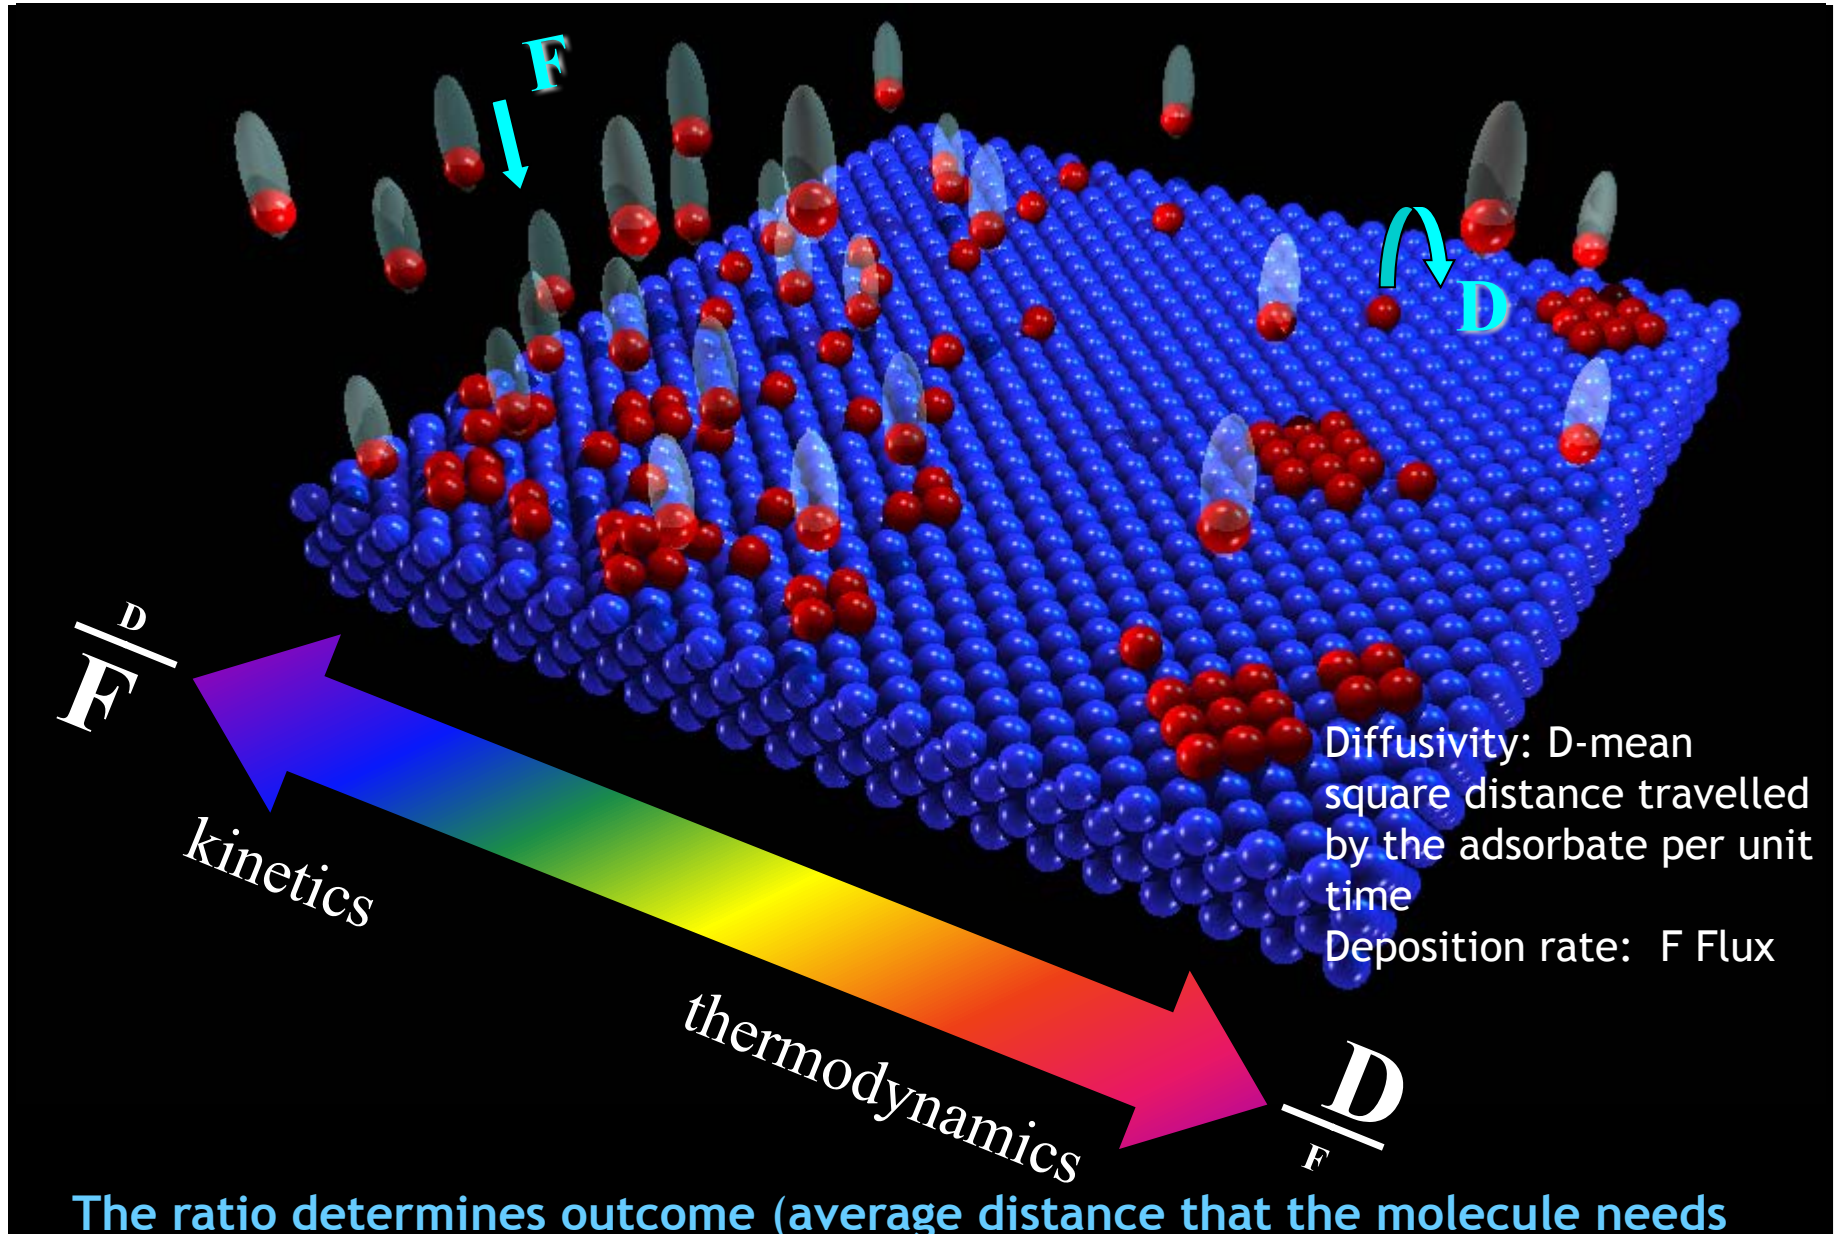 F
D
D
F
kinetics
thermodynamics
D
F
Diffusivity: D-mean
square distance travelled
by the adsorbate per unit
time
Deposition rate:  F Flux
The ratio determines outcome (average distance that the molecule needs